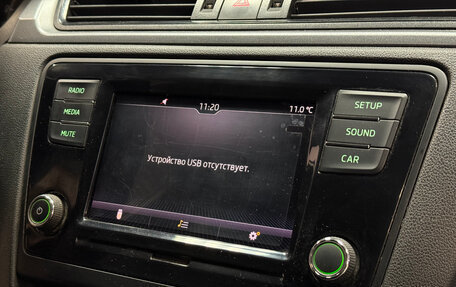 11:20
11.0 °C
RADIO
MEDIA
MUTE
SETUP
SOUND
CAR
Устройство USB отсутствует.